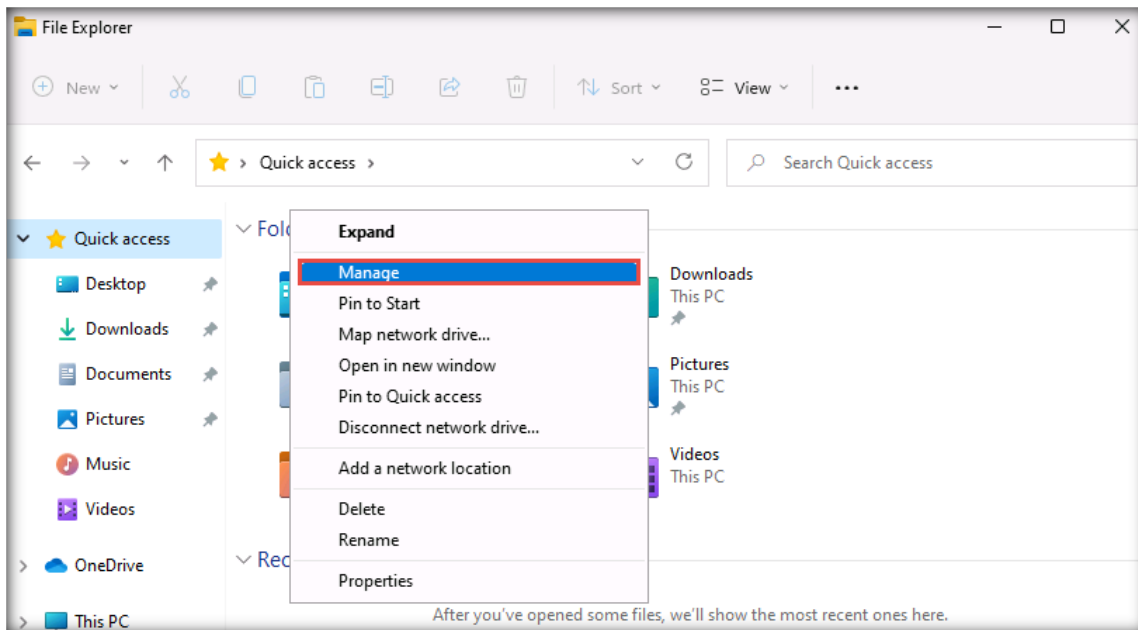 File Explorer
New
Sort
View
Quick access
Search Quick access
Quick access
Desktop
Downloads
Documents
Pictures
Music
Videos
OneDrive
This PC
Expand
Manage
Pin to Start
Map network drive...
Open in new window
Pin to Quick access
Disconnect network drive...
Add a network location
Delete
Rename
Properties
Downloads
This PC
Pictures
This PC
Videos
This PC
After you've opened some files, we'll show the most recent ones here.